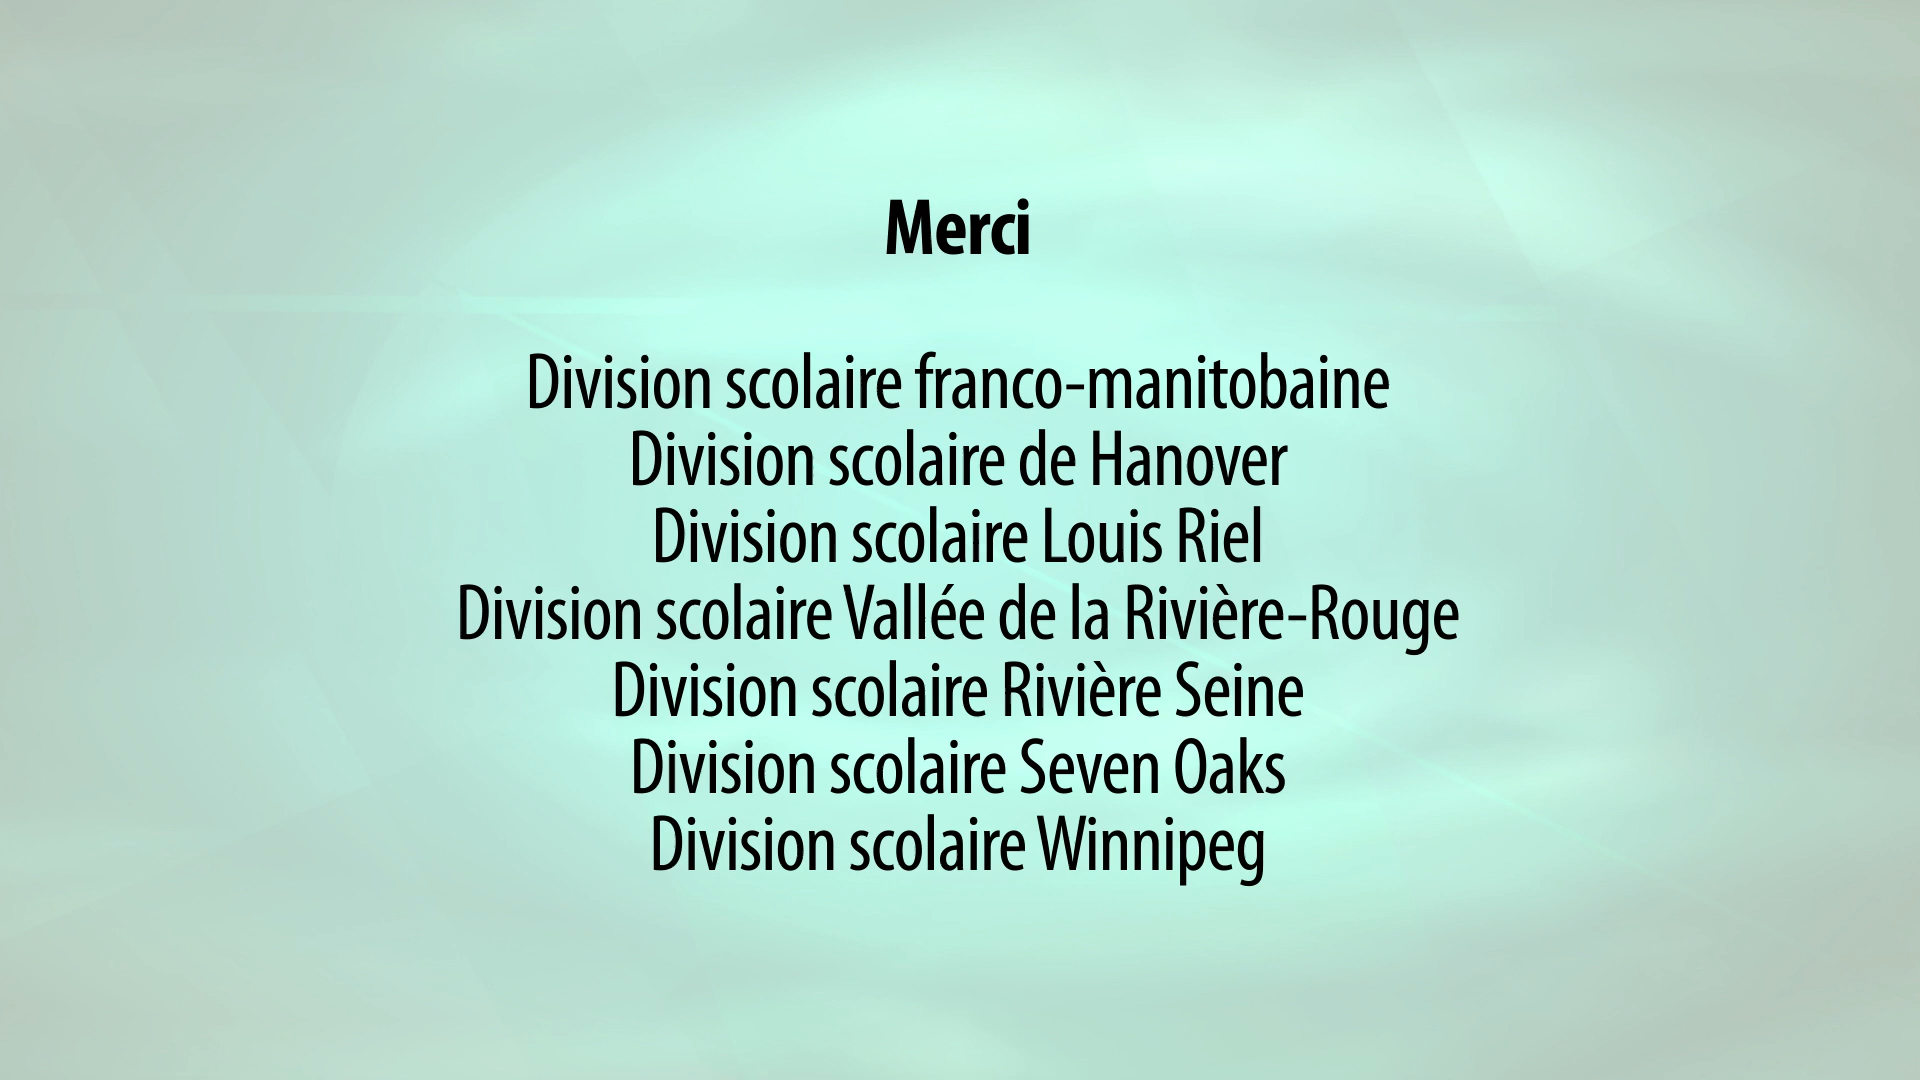 Merci
Division scolaire franco-manitobaine
Division scolaire de Hanover
Division scolaire Louis Riel
Division scolaire Vallée de la Rivière-Rouge
Division scolaire Rivière Seine
Division scolaire Seven Oaks
Division scolaire Winnipeg